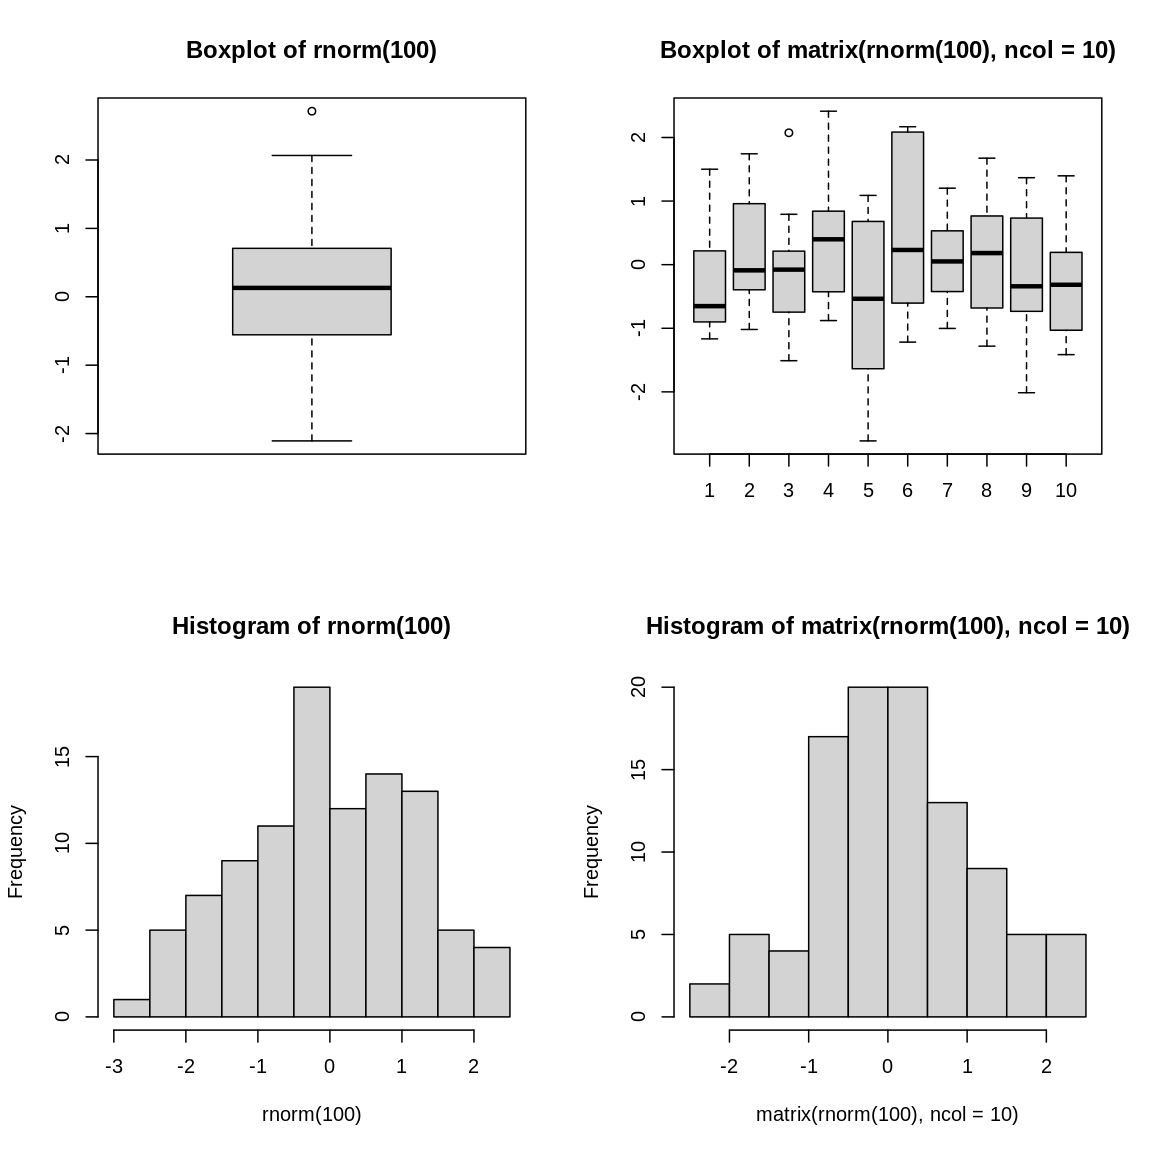 Boxplot of rnorm(100)
2
1
0
-1
-2
Boxplot of matrix(rnorm(100), ncol = 10)
2
1
0
-1
-2
1 2 3 4 5 6 7 8 9 10
Histogram of rnorm(100)
Frequency
15
10
5
0
-3 -2 -1 0 1 2
rnorm(100)
Histogram of matrix(rnorm(100), ncol = 10)
Frequency
20
15
10
5
0
-2 -1 0 1 2
matrix(rnorm(100), ncol = 10)